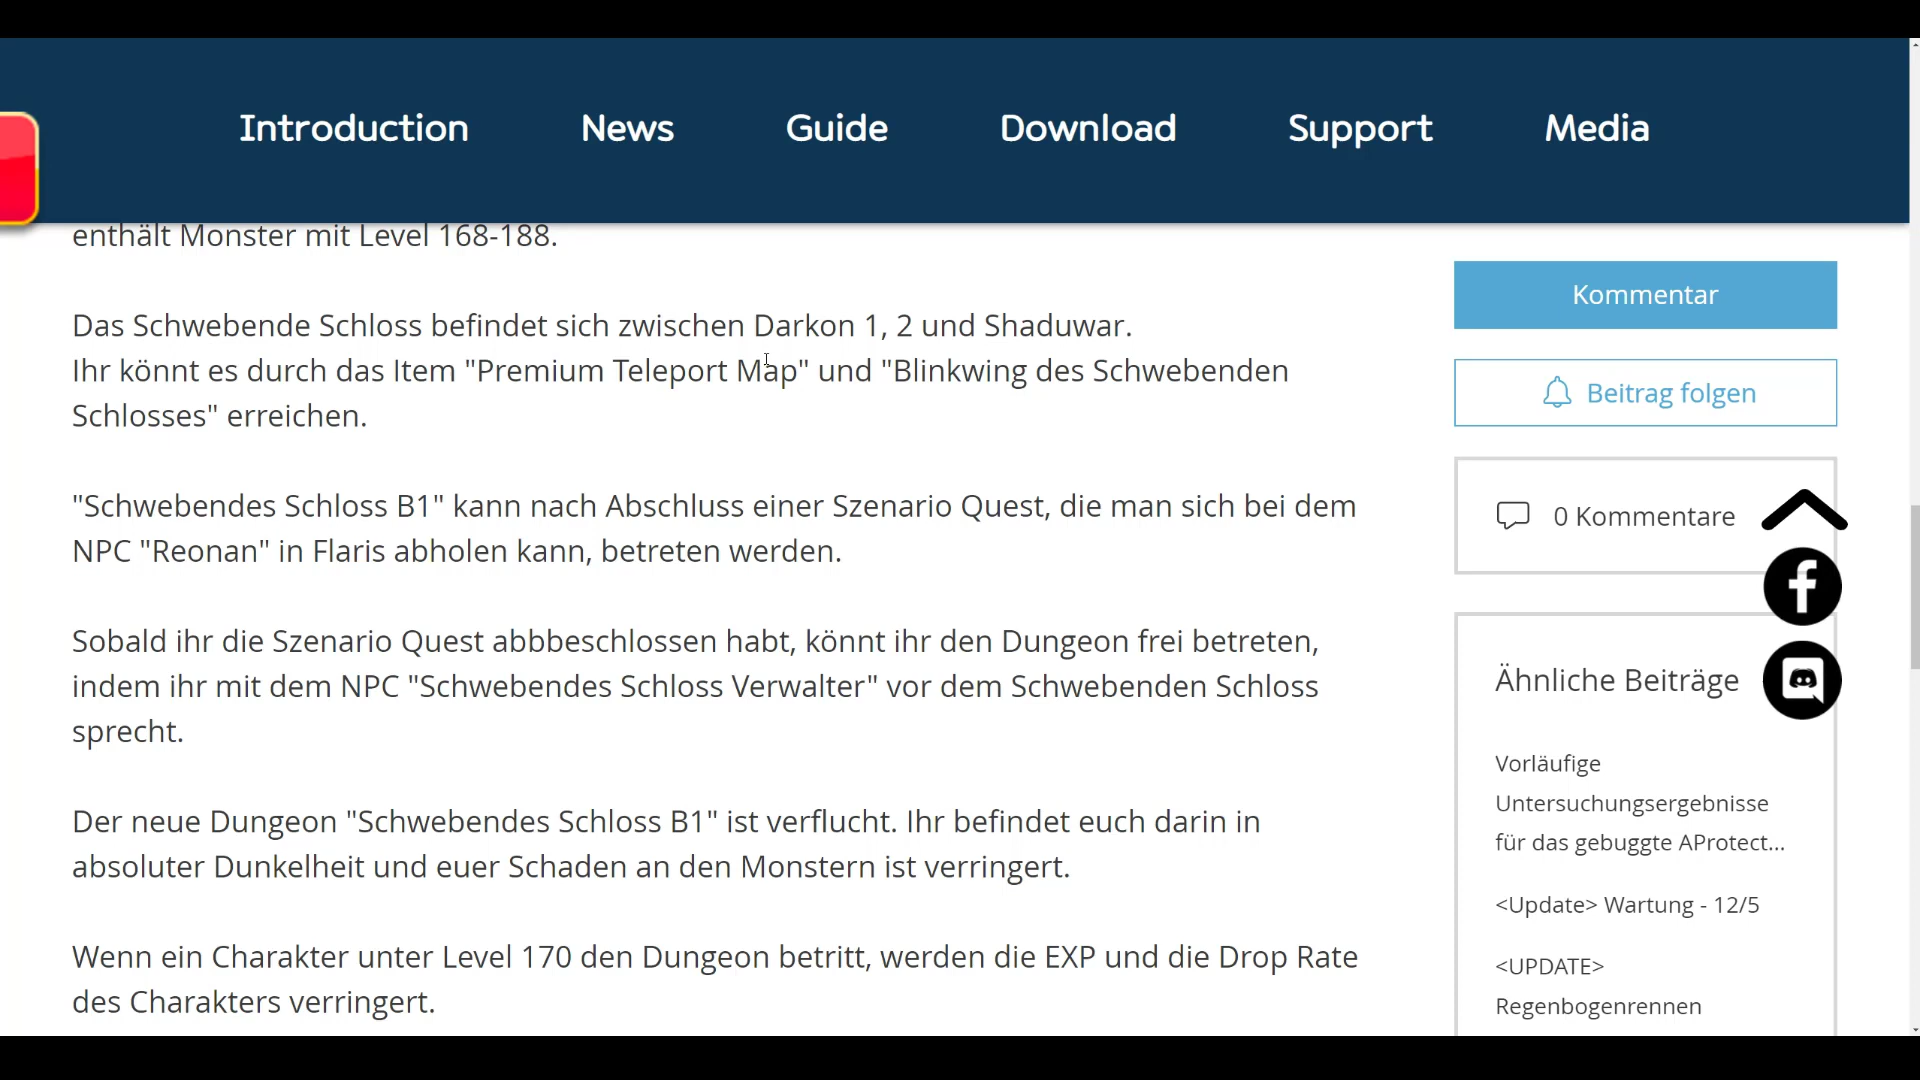 Introduction News Guide Download Support Media
enthält Monster mit Level 168-188.
Das Schwebende Schloss befindet sich zwischen Darkon 1, 2 und Shaduwar.
Ihr könnt es durch das Item "Premium Teleport Map" und "Blinkwing des Schwebenden
Schlosses" erreichen.
"Schwebendes Schloss B1" kann nach Abschluss einer Szenario Quest, die man sich bei dem
NPC "Reonan" in Flaris abholen kann, betreten werden.
Sobald ihr die Szenario Quest abbbeschlossen habt, könnt ihr den Dungeon frei betreten,
indem ihr mit dem NPC "Schwebendes Schloss Verwalter" vor dem Schwebenden Schloss
sprecht.
Der neue Dungeon "Schwebendes Schloss B1" ist verflucht. Ihr befindet euch darin in
absoluter Dunkelheit und euer Schaden an den Monstern ist verringert.
Wenn ein Charakter unter Level 170 den Dungeon betritt, werden die EXP und die Drop Rate
des Charakters verringert.
Kommentar
Beitrag folgen
0 Kommentare
Ähnliche Beiträge
Vorläufige
Untersuchungsergebnisse
für das gebuggte AProtect...
<Update> Wartung - 12/5
<UPDATE>
Regenbogenrennen